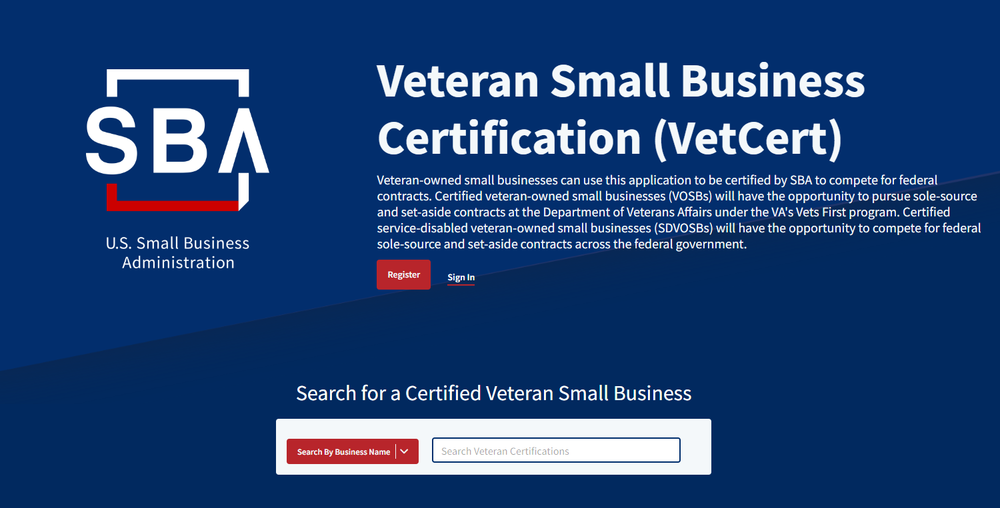 SBA
U.S. Small Business
Administration
Veteran Small Business
Certification (VetCert)
Veteran-owned small businesses can use this application to be certified by SBA to compete for federal
contracts. Certified veteran-owned small businesses (VOSBs) will have the opportunity to pursue sole-source
and set-aside contracts at the Department of Veterans Affairs under the VA's Vets First program. Certified
service-disabled veteran-owned small businesses (SDVOSBs) will have the opportunity to compete for federal
sole-source and set-aside contracts across the federal government.
Register
Sign In
Search for a Certified Veteran Small Business
Search By Business Name
Search Veteran Certifications